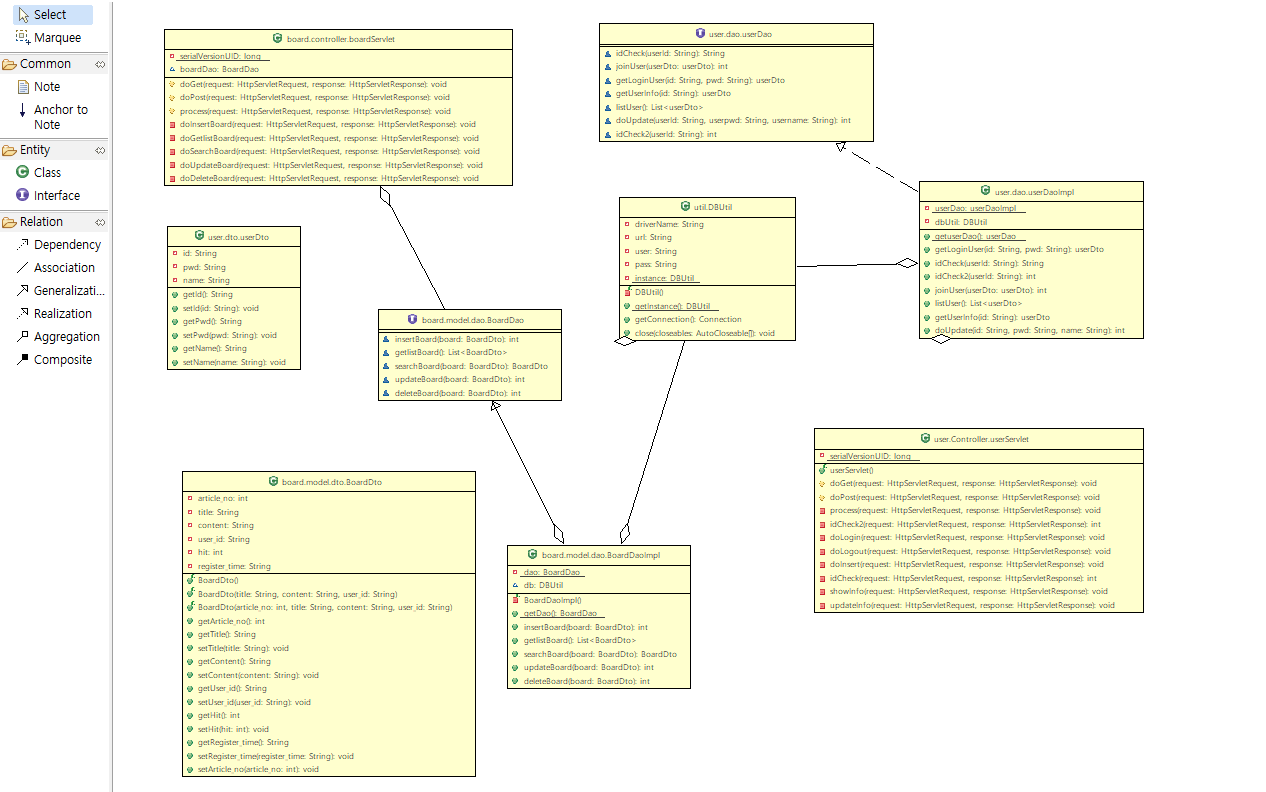 Select
Marquee
Common
Note
Anchor to
Note
Entity
Class
Interface
Relation
Dependency
Association
Generalizati...
Realization
Aggregation
Composite
board.controller.boardServlet
serialVersionUID: long
boardDao: BoardDao
doGet(request: HttpServletRequest, response: HttpServletResponse): void
doPost(request: HttpServletRequest, response: HttpServletResponse): void
process(request: HttpServletRequest, response: HttpServletResponse): void
doInsertBoard(request: HttpServletRequest, response: HttpServletResponse): void
doGetlistBoard(request: HttpServletRequest, response: HttpServletResponse): void
doSearchBoard(request: HttpServletRequest, response: HttpServletResponse): void
doUpdateBoard(request: HttpServletRequest, response: HttpServletResponse): void
doDeleteBoard(request: HttpServletRequest, response: HttpServletResponse): void
user.dao.userDao
idCheck(userId: String): String
joinUser(userDto: userDto): int
getLoginUser(id: String, pwd: String): userDto
getUserInfo(id: String): userDto
listUser(): List<userDto>
doUpdate(userId: String, userpwd: String, username: String): int
idCheck2(userId: String): int
user.dao.userDaoImpl
userDao: userDaoImpl
dbUtil: DBUtil
getuserDao(): userDao
getLoginUser(id: String, pwd: String): userDto
idCheck(userId: String): String
idCheck2(userId: String): int
joinUser(userDto: userDto): int
listUser(): List<userDto>
getUserInfo(id: String): userDto
doUpdate(id: String, pwd: String, name: String): int
util.DBUtil
driverName: String
url: String
user: String
pass: String
instance: DBUtil
DBUtil()
getInstance(): DBUtil
getConnection(): Connection
close(closeables: AutoCloseable[]): void
user.dto.userDto
id: String
pwd: String
name: String
getId(): String
setId(id: String): void
getPwd(): String
setPwd(pwd: String): void
getName(): String
setName(name: String): void
board.model.dao.BoardDao
insertBoard(board: BoardDto): int
getlistBoard(): List<BoardDto>
searchBoard(board: BoardDto): BoardDto
updateBoard(board: BoardDto): int
deleteBoard(board: BoardDto): int
user.Controller.userServlet
serialVersionUID: long
userServlet()
doGet(request: HttpServletRequest, response: HttpServletResponse): void
doPost(request: HttpServletRequest, response: HttpServletResponse): void
process(request: HttpServletRequest, response: HttpServletResponse): void
idCheck2(request: HttpServletRequest, response: HttpServletResponse): int
doLogin(request: HttpServletRequest, response: HttpServletResponse): void
doLogout(request: HttpServletRequest, response: HttpServletResponse): void
doInsert(request: HttpServletRequest, response: HttpServletResponse): void
idCheck(request: HttpServletRequest, response: HttpServletResponse): int
showInfo(request: HttpServletRequest, response: HttpServletResponse): void
updateInfo(request: HttpServletRequest, response: HttpServletResponse): void
board.model.dto.BoardDto
article_no: int
title: String
content: String
user_id: String
hit: int
register_time: String
BoardDto()
BoardDto(title: String, content: String, user_id: String)
BoardDto(article_no: int, title: String, content: String, user_id: String)
getArticle_no(): int
getTitle(): String
setTitle(title: String): void
getContent(): String
setContent(content: String): void
getUser_id(): String
setUser_id(user_id: String): void
getHit(): int
setHit(hit: int): void
getRegister_time(): String
setRegister_time(register_time: String): void
setArticle_no(article_no: int): void
board.model.dao.BoardDaoImpl
dao: BoardDao
db: DBUtil
BoardDaoImpl()
getDao(): BoardDao
insertBoard(board: BoardDto): int
getlistBoard(): List<BoardDto>
searchBoard(board: BoardDto): BoardDto
updateBoard(board: BoardDto): int
deleteBoard(board: BoardDto): int